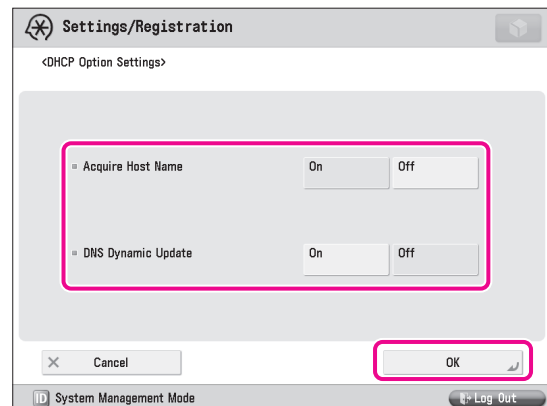 Settings/Registration
<DHCP Option Settings>
Acquire Host Name On Off
DNS Dynamic Update On Off
Cancel OK
ID System Management Mode Log Out